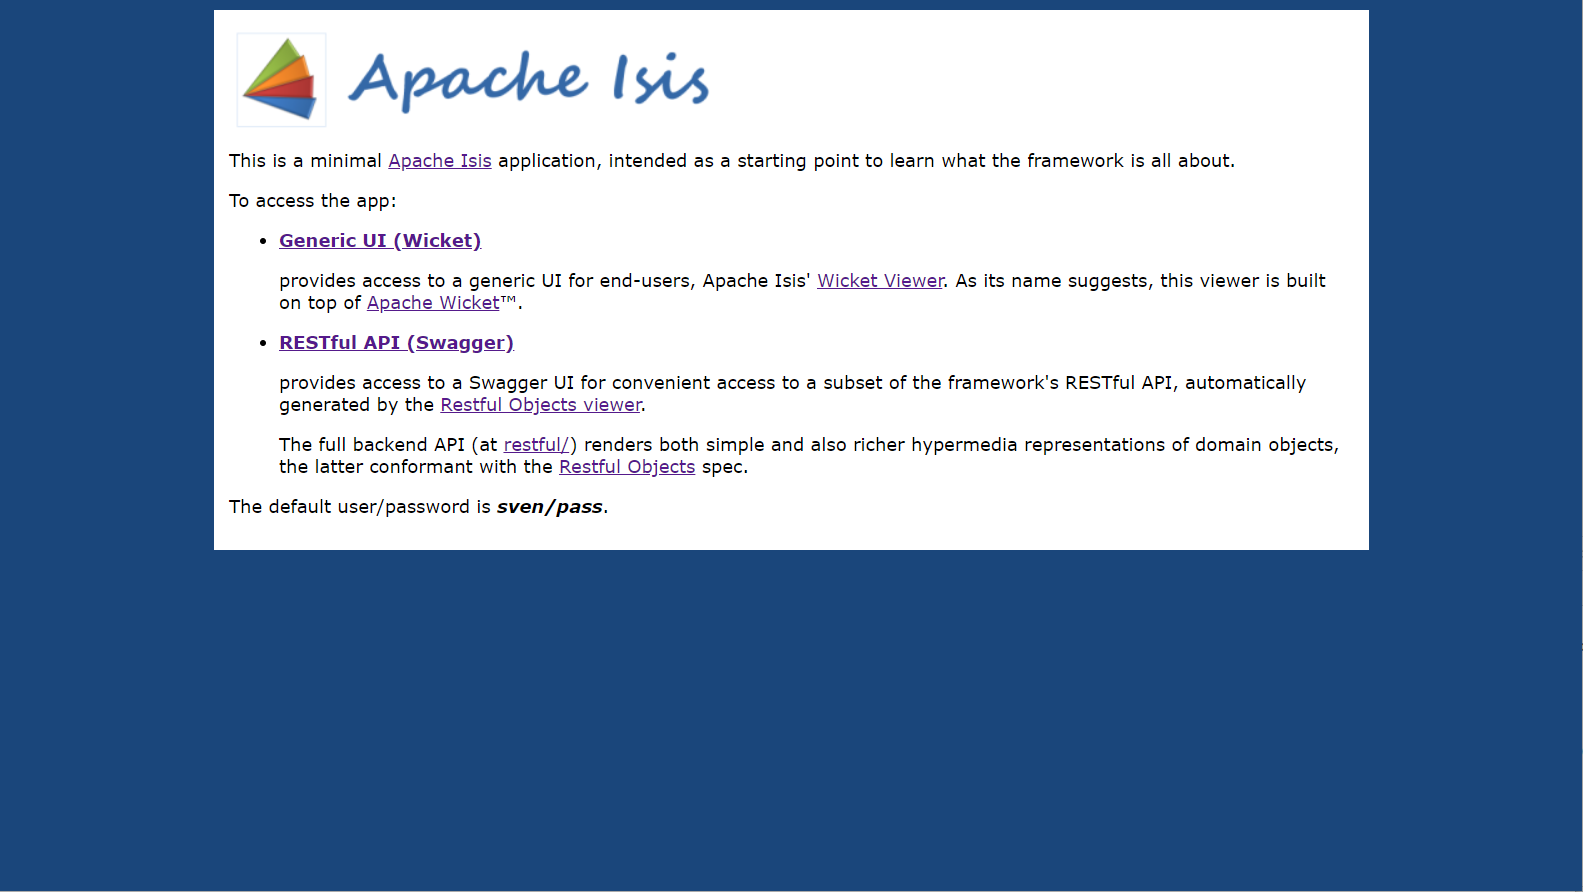 Apache Isis
This is a minimal Apache Isis application, intended as a starting point to learn what the framework is all about.
To access the app:
• Generic UI (Wicket)
provides access to a generic UI for end-users, Apache Isis' Wicket Viewer. As its name suggests, this viewer is built
on top of Apache Wicket™.
• RESTful API (Swagger)
provides access to a Swagger UI for convenient access to a subset of the framework's RESTful API, automatically
generated by the Restful Objects viewer.
The full backend API (at restful/) renders both simple and also richer hypermedia representations of domain objects,
the latter conformant with the Restful Objects spec.
The default user/password is sven/pass.